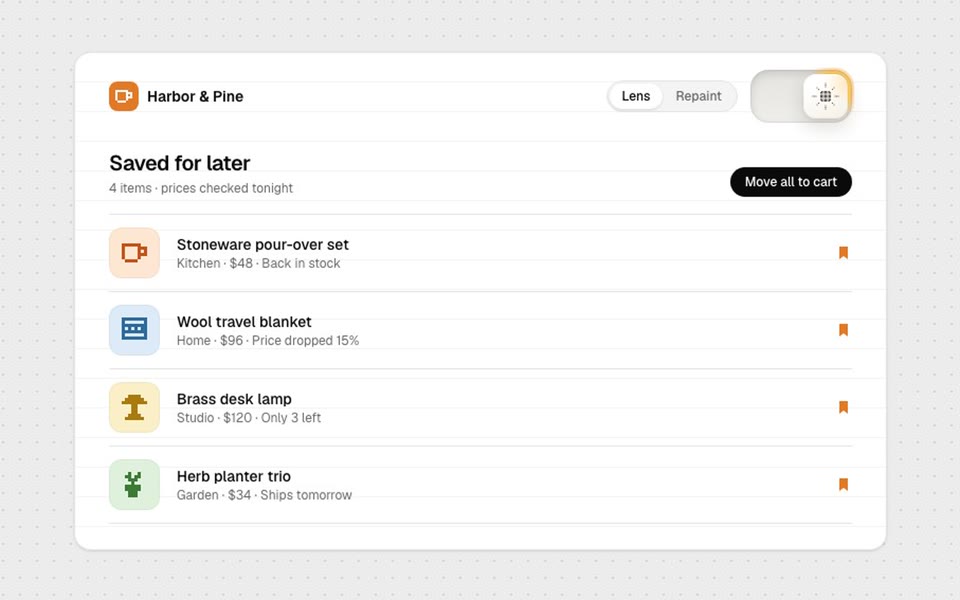 Harbor & Pine
Lens Repaint
Saved for later
4 items · prices checked tonight
Move all to cart
Stoneware pour-over set
Kitchen · $48 · Back in stock
Wool travel blanket
Home · $96 · Price dropped 15%
Brass desk lamp
Studio · $120 · Only 3 left
Herb planter trio
Garden · $34 · Ships tomorrow